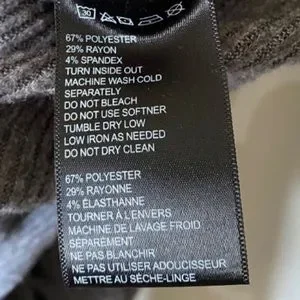 30
67% POLYESTER
29% RAYON
4% SPANDEX
TURN INSIDE OUT
MACHINE WASH COLD
SEPARATELY
DO NOT BLEACH
DO NOT USE SOFTNER
TUMBLE DRY LOW
LOW IRON AS NEEDED
DO NOT DRY CLEAN
67% POLYESTER
29% RAYONNE
4% ÉLASTHANNE
TOURNER À L'ENVERS
MACHINE DE LAVAGE FROID
SÉPARÉMENT
NE PAS BLANCHIR
NE PAS UTILISER ADOUCISSEUR
METTRE AU SÈCHE-LINGE